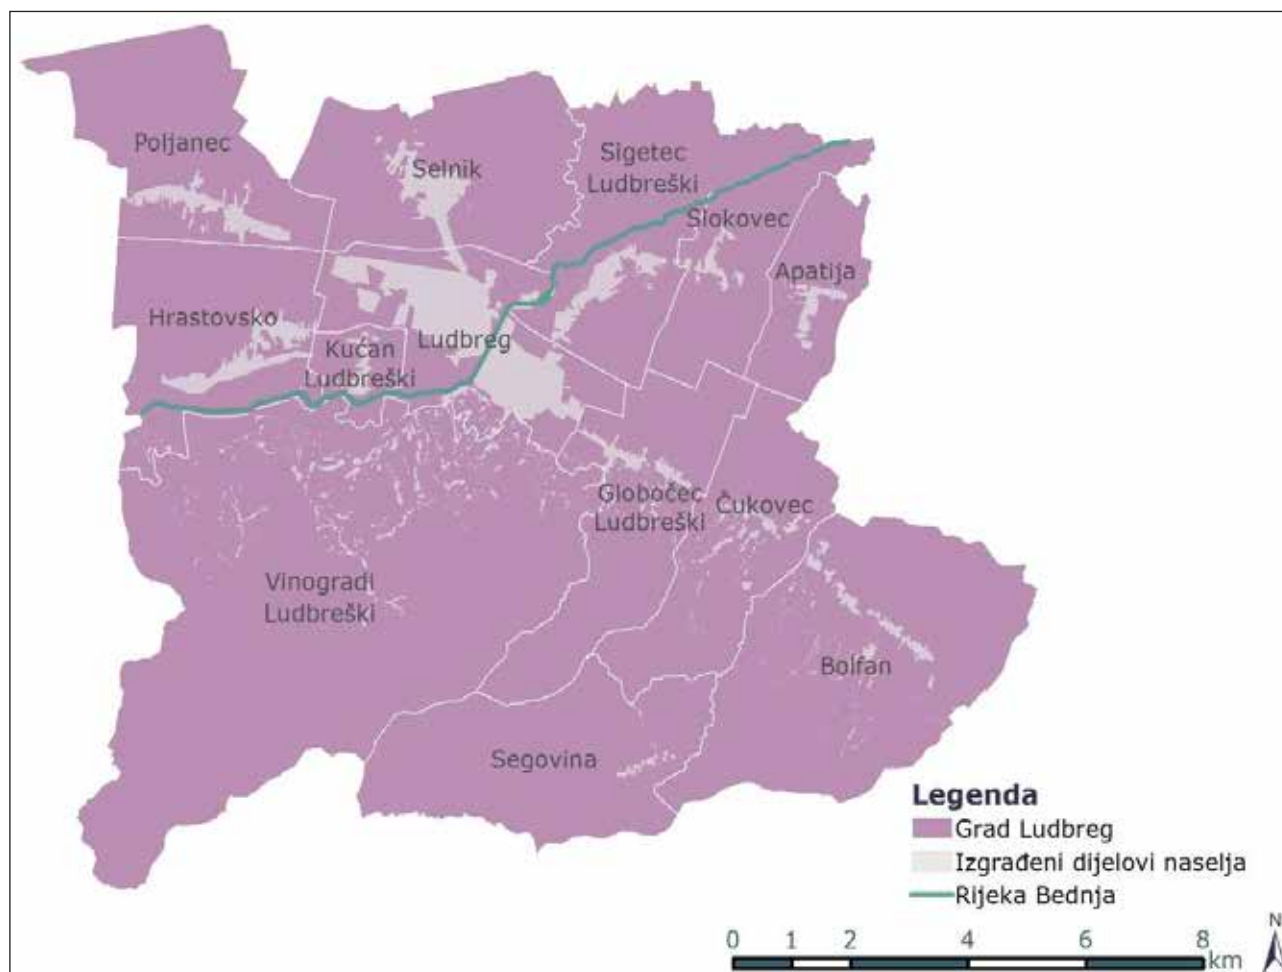 Poljanec
Selnik
Sigetec
Ludbreški
Slokovec
Apatija
Hrastovsko
Kućan
Ludbreški
Ludbreg
Globočec
Ludbreški
Čukovec
Vinogradi
Ludbreški
Bolfan
Segovina
Legenda
Grad Ludbreg
Izgrađeni dijelovi naselja
Rijeka Bednja
0 1 2 4 6 8 km
N